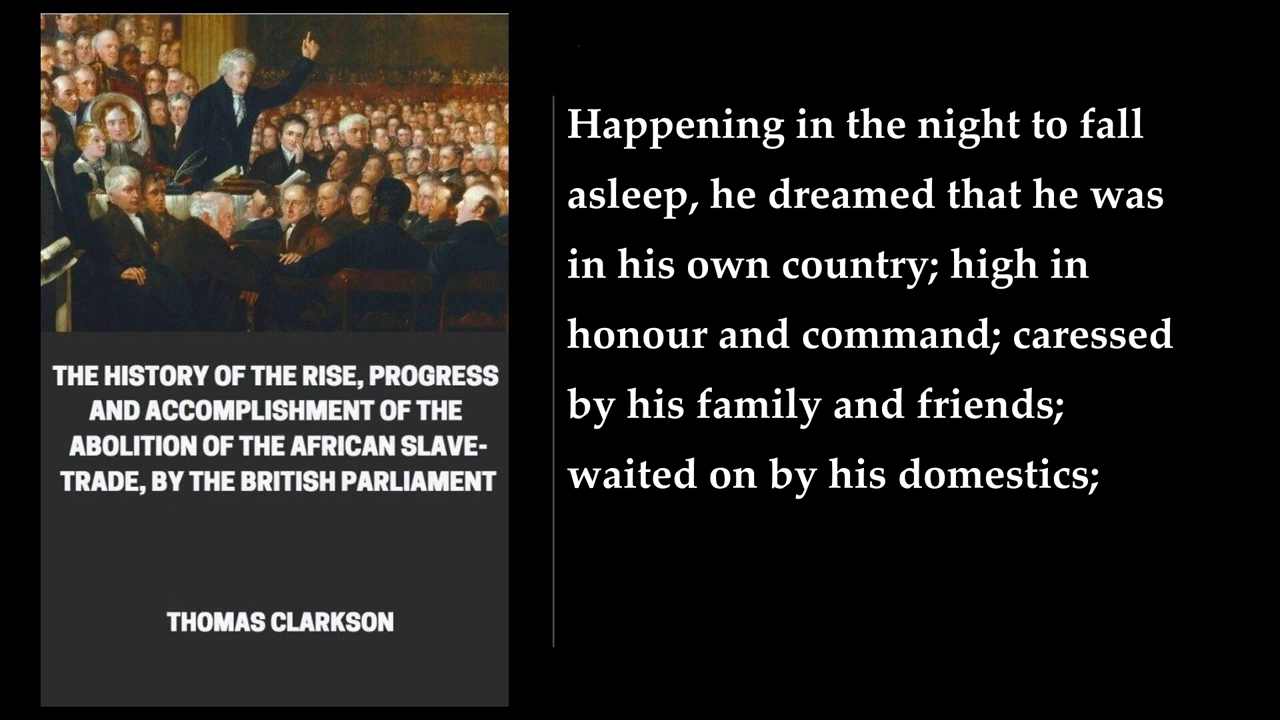 THE HISTORY OF THE RISE, PROGRESS
AND ACCOMPLISHMENT OF THE
ABOLITION OF THE AFRICAN SLAVE-
TRADE, BY THE BRITISH PARLIAMENT
THOMAS CLARKSON
Happening in the night to fall
asleep, he dreamed that he was
in his own country; high in
honour and command; caressed
by his family and friends;
waited on by his domestics;